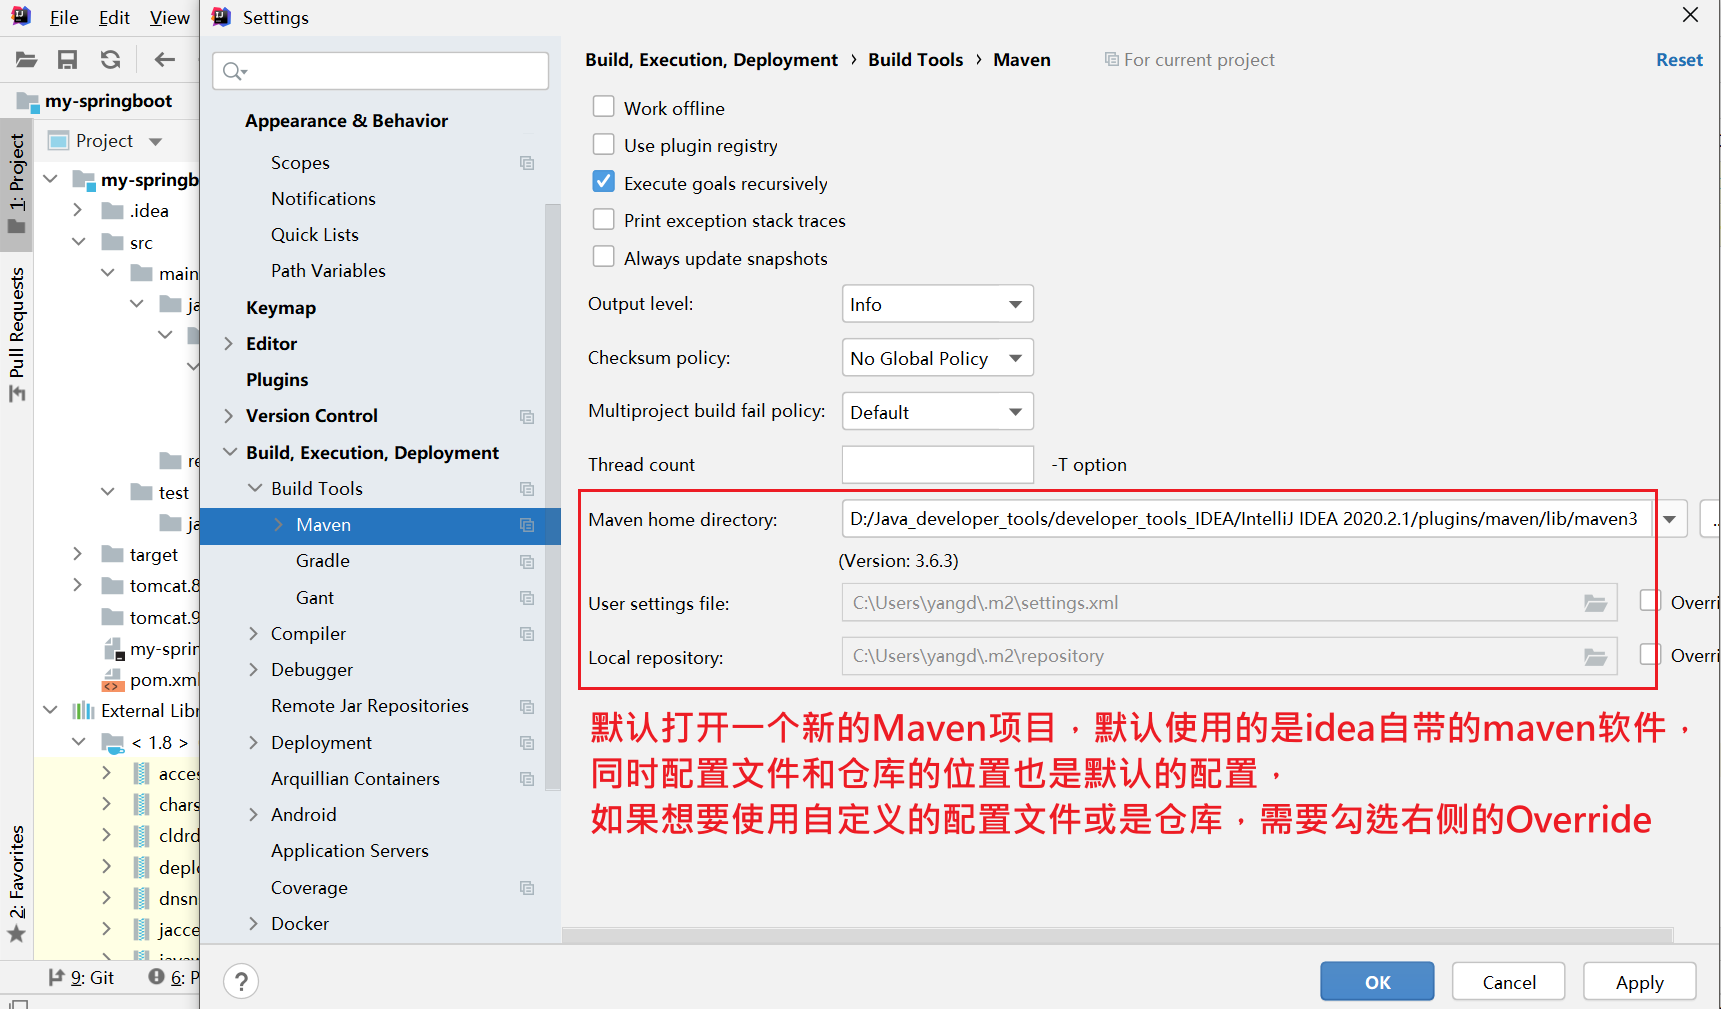 File Edit View
Settings
my-springboot
Project
1: Project
Pull Requests
2: Favorites
my-springb
.idea
src
main
ja
re
test
ja
target
tomcat.8
tomcat.9
my-sprin
pom.xml
External Libr
< 1.8 >
acces
chars
cldrd
deplo
dnsn
jacce
9: Git
6: P
Appearance & Behavior
Scopes
Notifications
Quick Lists
Path Variables
Keymap
Editor
Plugins
Version Control
Build, Execution, Deployment
Build Tools
Maven
Gradle
Gant
Compiler
Debugger
Remote Jar Repositories
Deployment
Arquillian Containers
Android
Application Servers
Coverage
Docker
?
Build, Execution, Deployment › Build Tools › Maven For current project Reset
Work offline
Use plugin registry
Execute goals recursively
Print exception stack traces
Always update snapshots
Output level: Info
Checksum policy: No Global Policy
Multiproject build fail policy: Default
Thread count -T option
Maven home directory: D:/Java_developer_tools/developer_tools_IDEA/IntelliJ IDEA 2020.2.1/plugins/maven/lib/maven3 ..
(Version: 3.6.3)
User settings file: C:\Users\yangd\.m2\settings.xml Overri
Local repository: C:\Users\yangd\.m2\repository Overri
默认打开一个新的Maven项目，默认使用的是idea自带的maven软件，
同时配置文件和仓库的位置也是默认的配置，
如果想要使用自定义的配置文件或是仓库，需要勾选右侧的Override
OK Cancel Apply